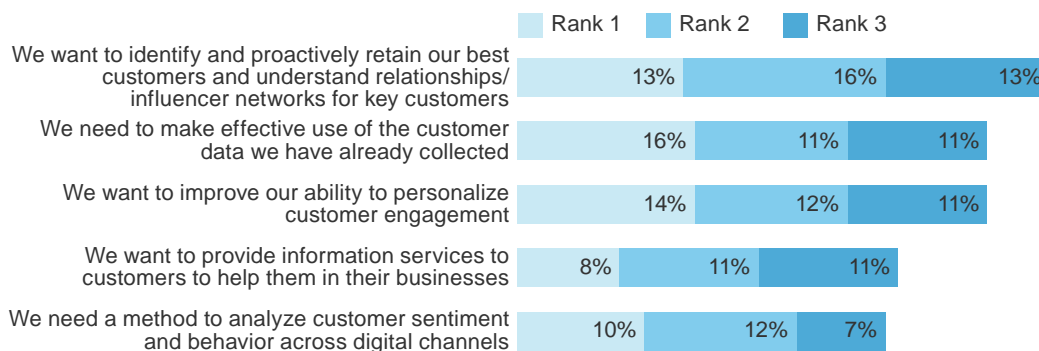 Rank 1 Rank 2 Rank 3
We want to identify and proactively retain our best
customers and understand relationships/
influencer networks for key customers
13% 16% 13%
We need to make effective use of the customer
data we have already collected
16% 11% 11%
We want to improve our ability to personalize
customer engagement
14% 12% 11%
We want to provide information services to
customers to help them in their businesses
8% 11% 11%
We need a method to analyze customer sentiment
and behavior across digital channels
10% 12% 7%